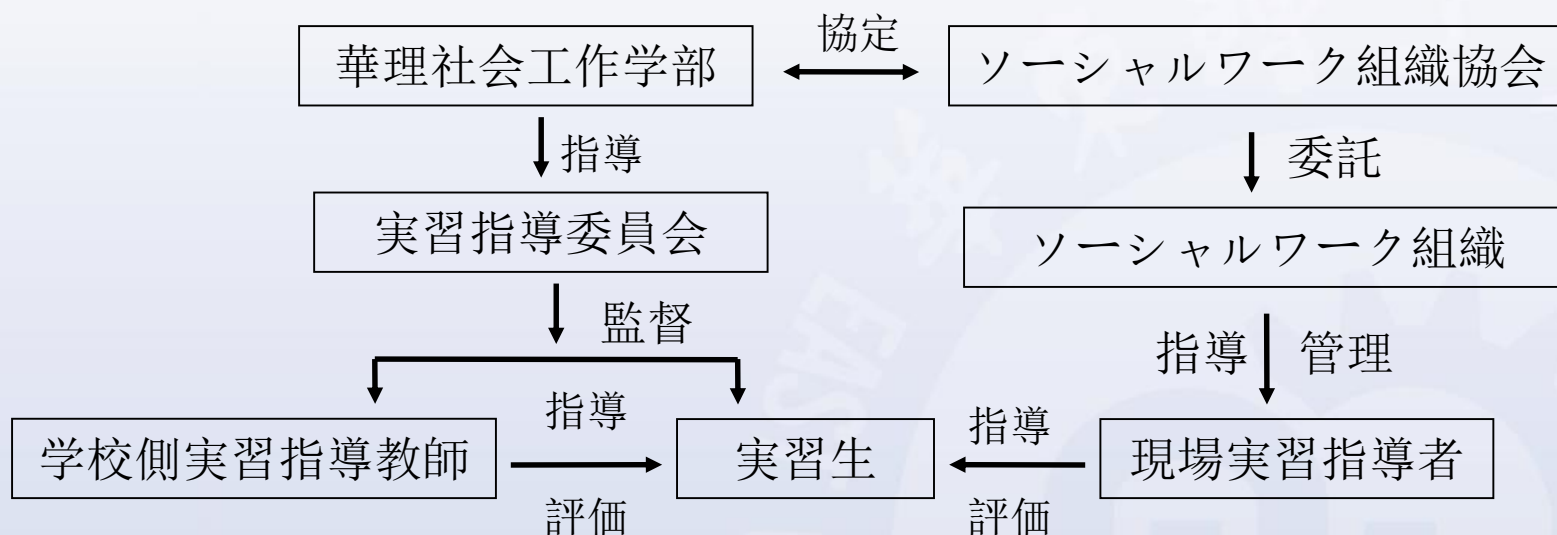 協定
華理社会工作学部
ソーシャルワーク組織協会
指導
委託
実習指導委員会
ソーシャルワーク組織
監督
指導
管理
指導
指導
学校側実習指導教師
実習生
現場実習指導者
評価
評価